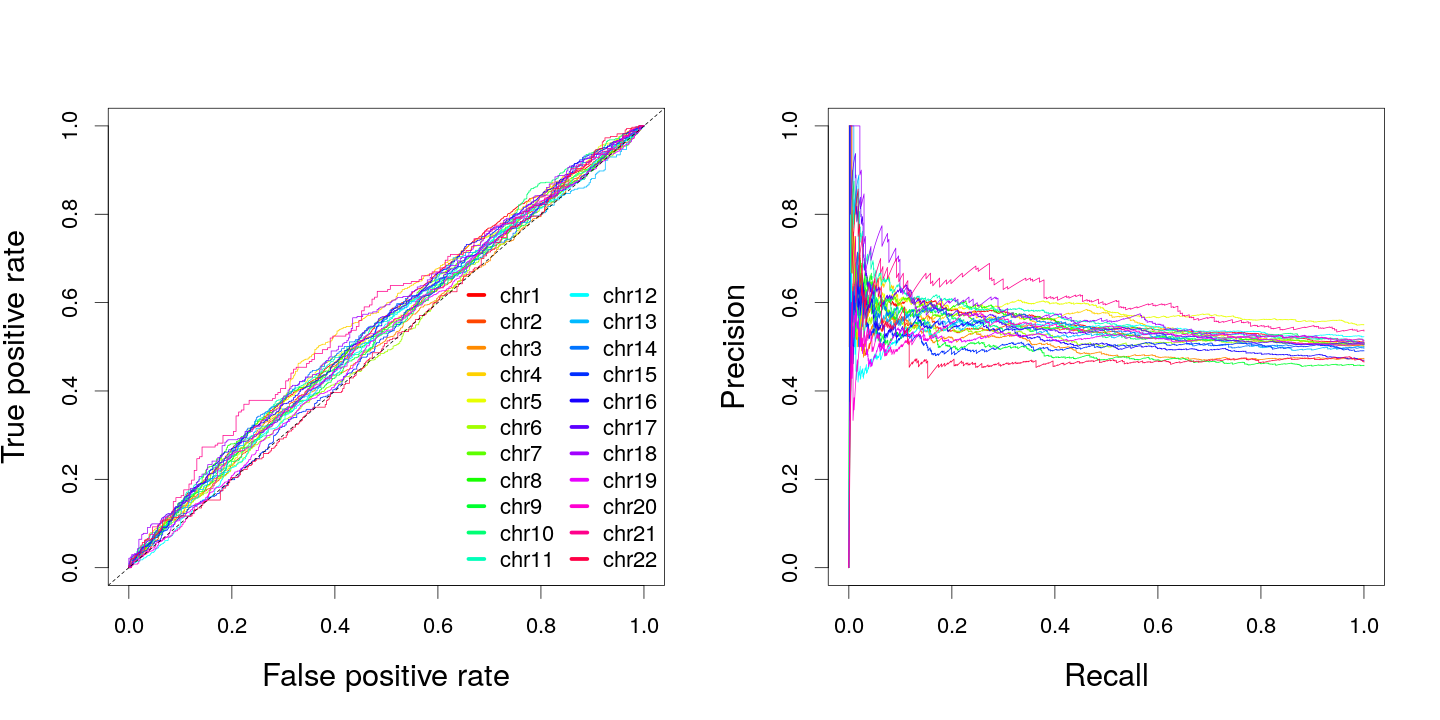 True positive rate
1.0
0.8
0.6
0.4
0.2
0.0
chr1
chr2
chr3
chr4
chr5
chr6
chr7
chr8
chr9
chr10
chr11
chr12
chr13
chr14
chr15
chr16
chr17
chr18
chr19
chr20
chr21
chr22
0.0 0.2 0.4 0.6 0.8 1.0
False positive rate
Precision
1.0
0.8
0.6
0.4
0.2
0.0
0.0 0.2 0.4 0.6 0.8 1.0
Recall